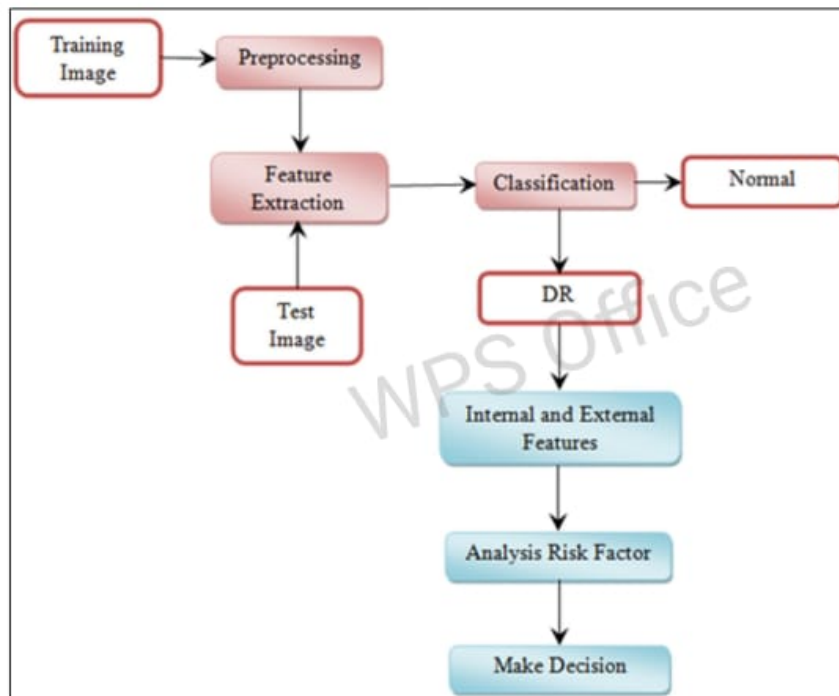 Training
Image
Preprocessing
Feature
Extraction
Classification
Normal
Test
Image
DR
WPS Office
Internal and External
Features
Analysis Risk Factor
Make Decision